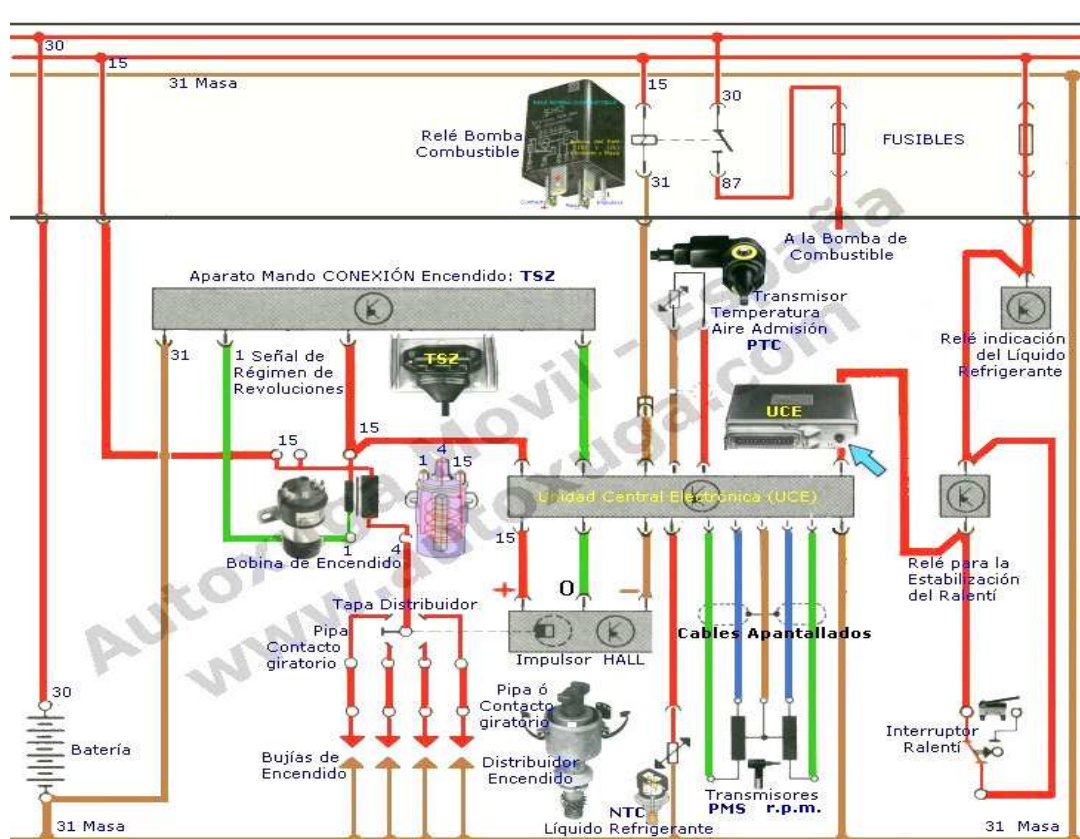 30
15
31 Masa
15
30
Relé Bomba
Combustible
FUSIBLES
31
87
A la Bomba de
Combustible
Aparato Mando CONEXIÓN Encendido: TSZ
Transmisor
Temperatura
Aire Admisión
PTC
Relé indicación
del Líquido
Refrigerante
31
1 Señal de
Régimen de
Revoluciones
TSZ
UCE
15
15
1
4
15
Unidad Central Electrónica (UCE)
Bobina de Encendido
1
4
15
Relé para la
Estabilización
del Ralentí
+
0
-
Tapa Distribuidor
Pipa
Contacto
giratorio
Cables Apantallados
Impulsor HALL
30
Pipa ó
Contacto
giratório
Interruptor
Ralentí
Batería
Bujías de
Encendido
Distribuídor
Encendido
NTC
Líquido Refrigerante
Transmisores
PMS r.p.m.
31 Masa
31 Masa
Autoxuga Movil - España
www.autoxuga.com